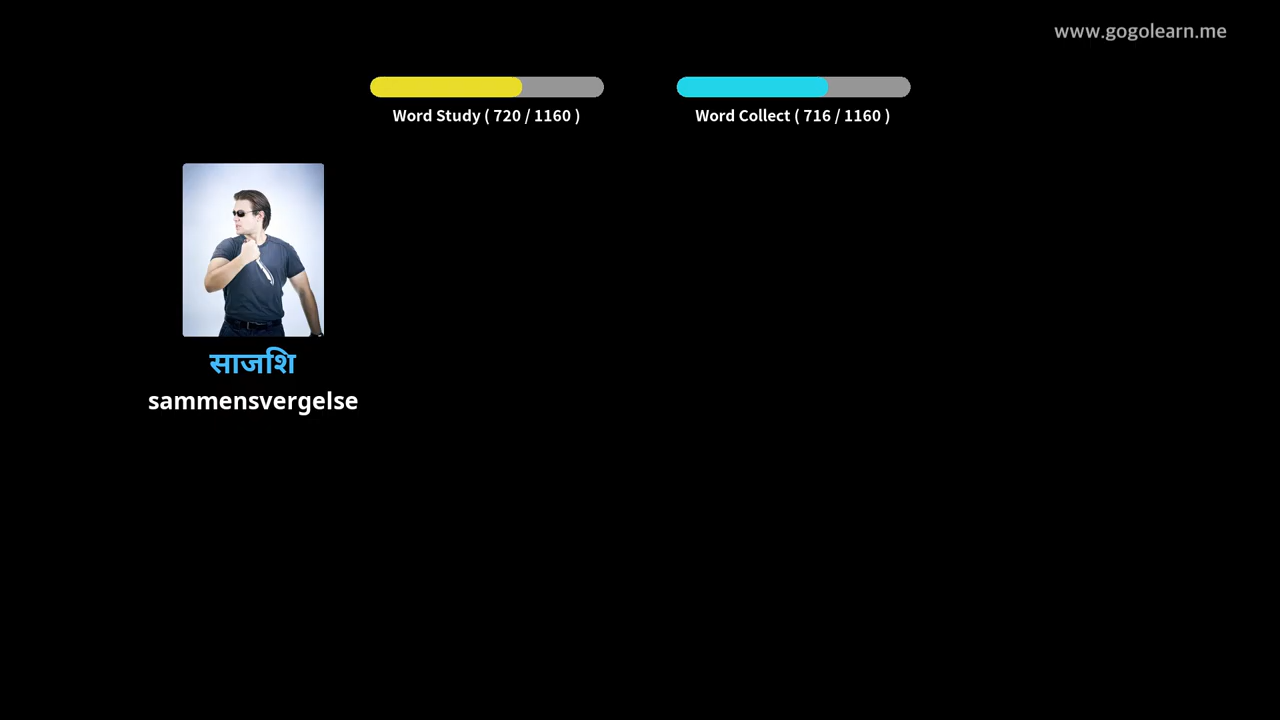 www.gogolearn.me
Word Study ( 720 / 1160 )
Word Collect ( 716 / 1160 )
साजशि
sammensvergelse